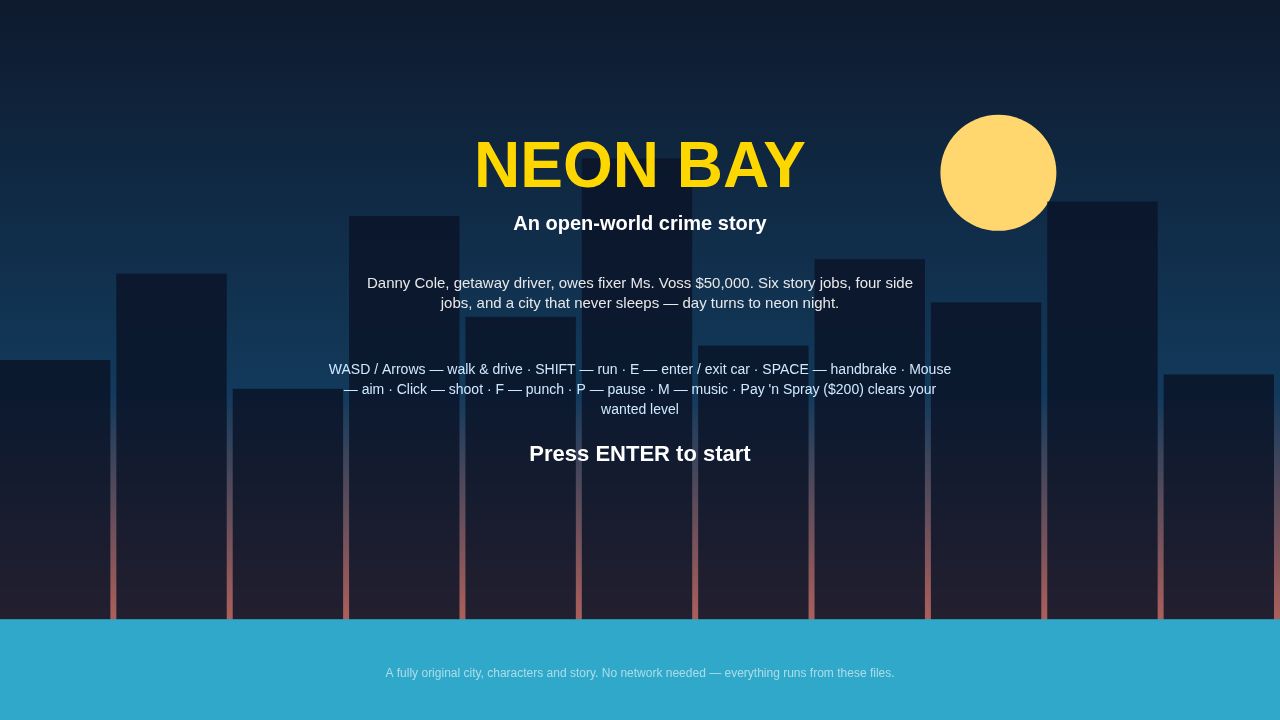 NEON BAY
An open-world crime story
Danny Cole, getaway driver, owes fixer Ms. Voss $50,000. Six story jobs, four side
jobs, and a city that never sleeps — day turns to neon night.
WASD / Arrows — walk & drive · SHIFT — run · E — enter / exit car · SPACE — handbrake · Mouse
— aim · Click — shoot · F — punch · P — pause · M — music · Pay 'n Spray ($200) clears your
wanted level
Press ENTER to start
A fully original city, characters and story. No network needed — everything runs from these files.